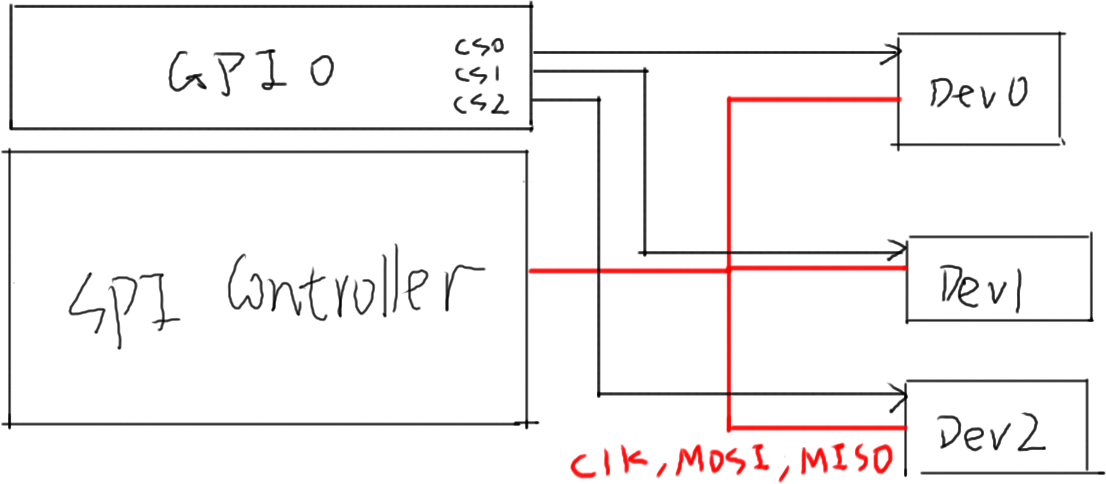 GPIO
CS0
CS1
CS2
Dev0
SPI Controller
Dev1
Dev2
Clk, MOSI, MISO